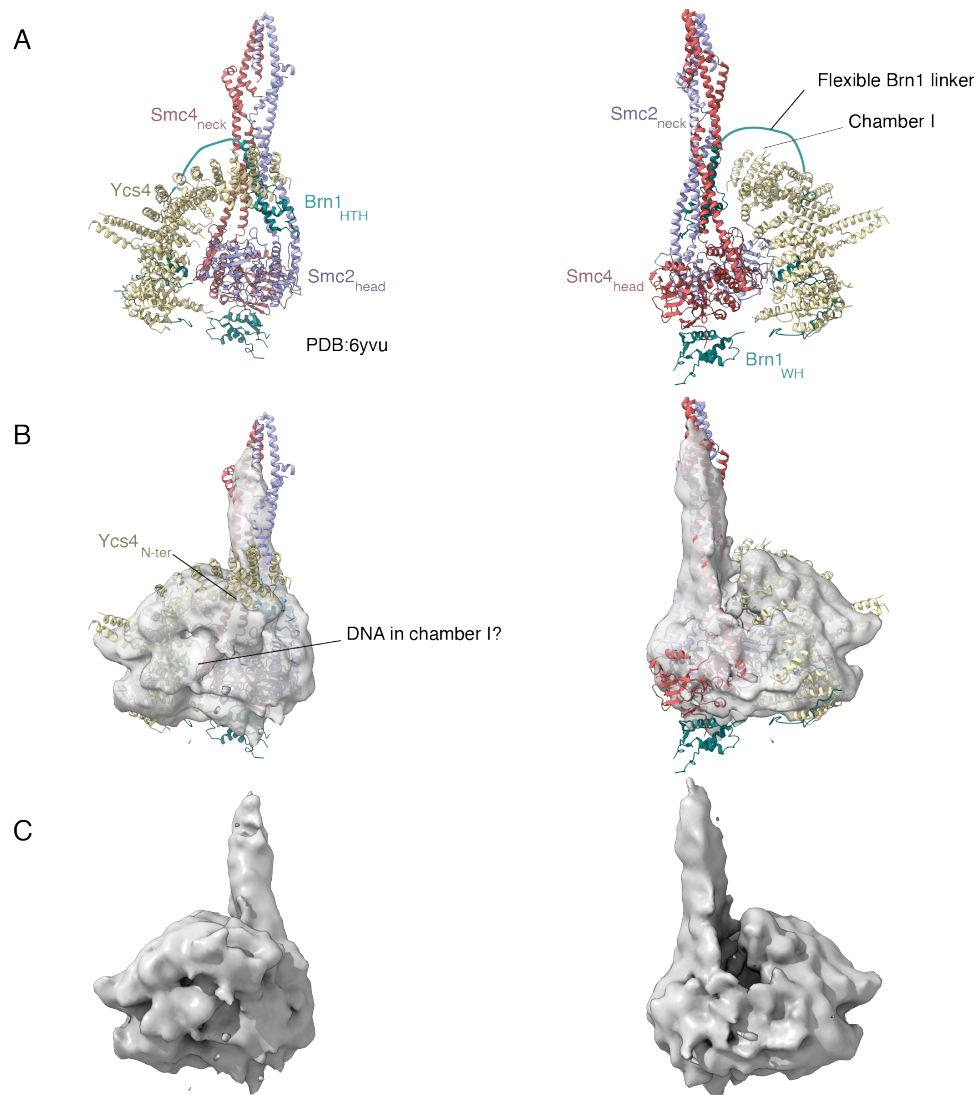 A
Smc4neck
Ycs4
Brn1HTH
Smc2head
PDB:6yvu
Smc2neck
Flexible Brn1 linker
Chamber I
Smc4head
Brn1WH
B
Ycs4N-ter
DNA in chamber I?
C